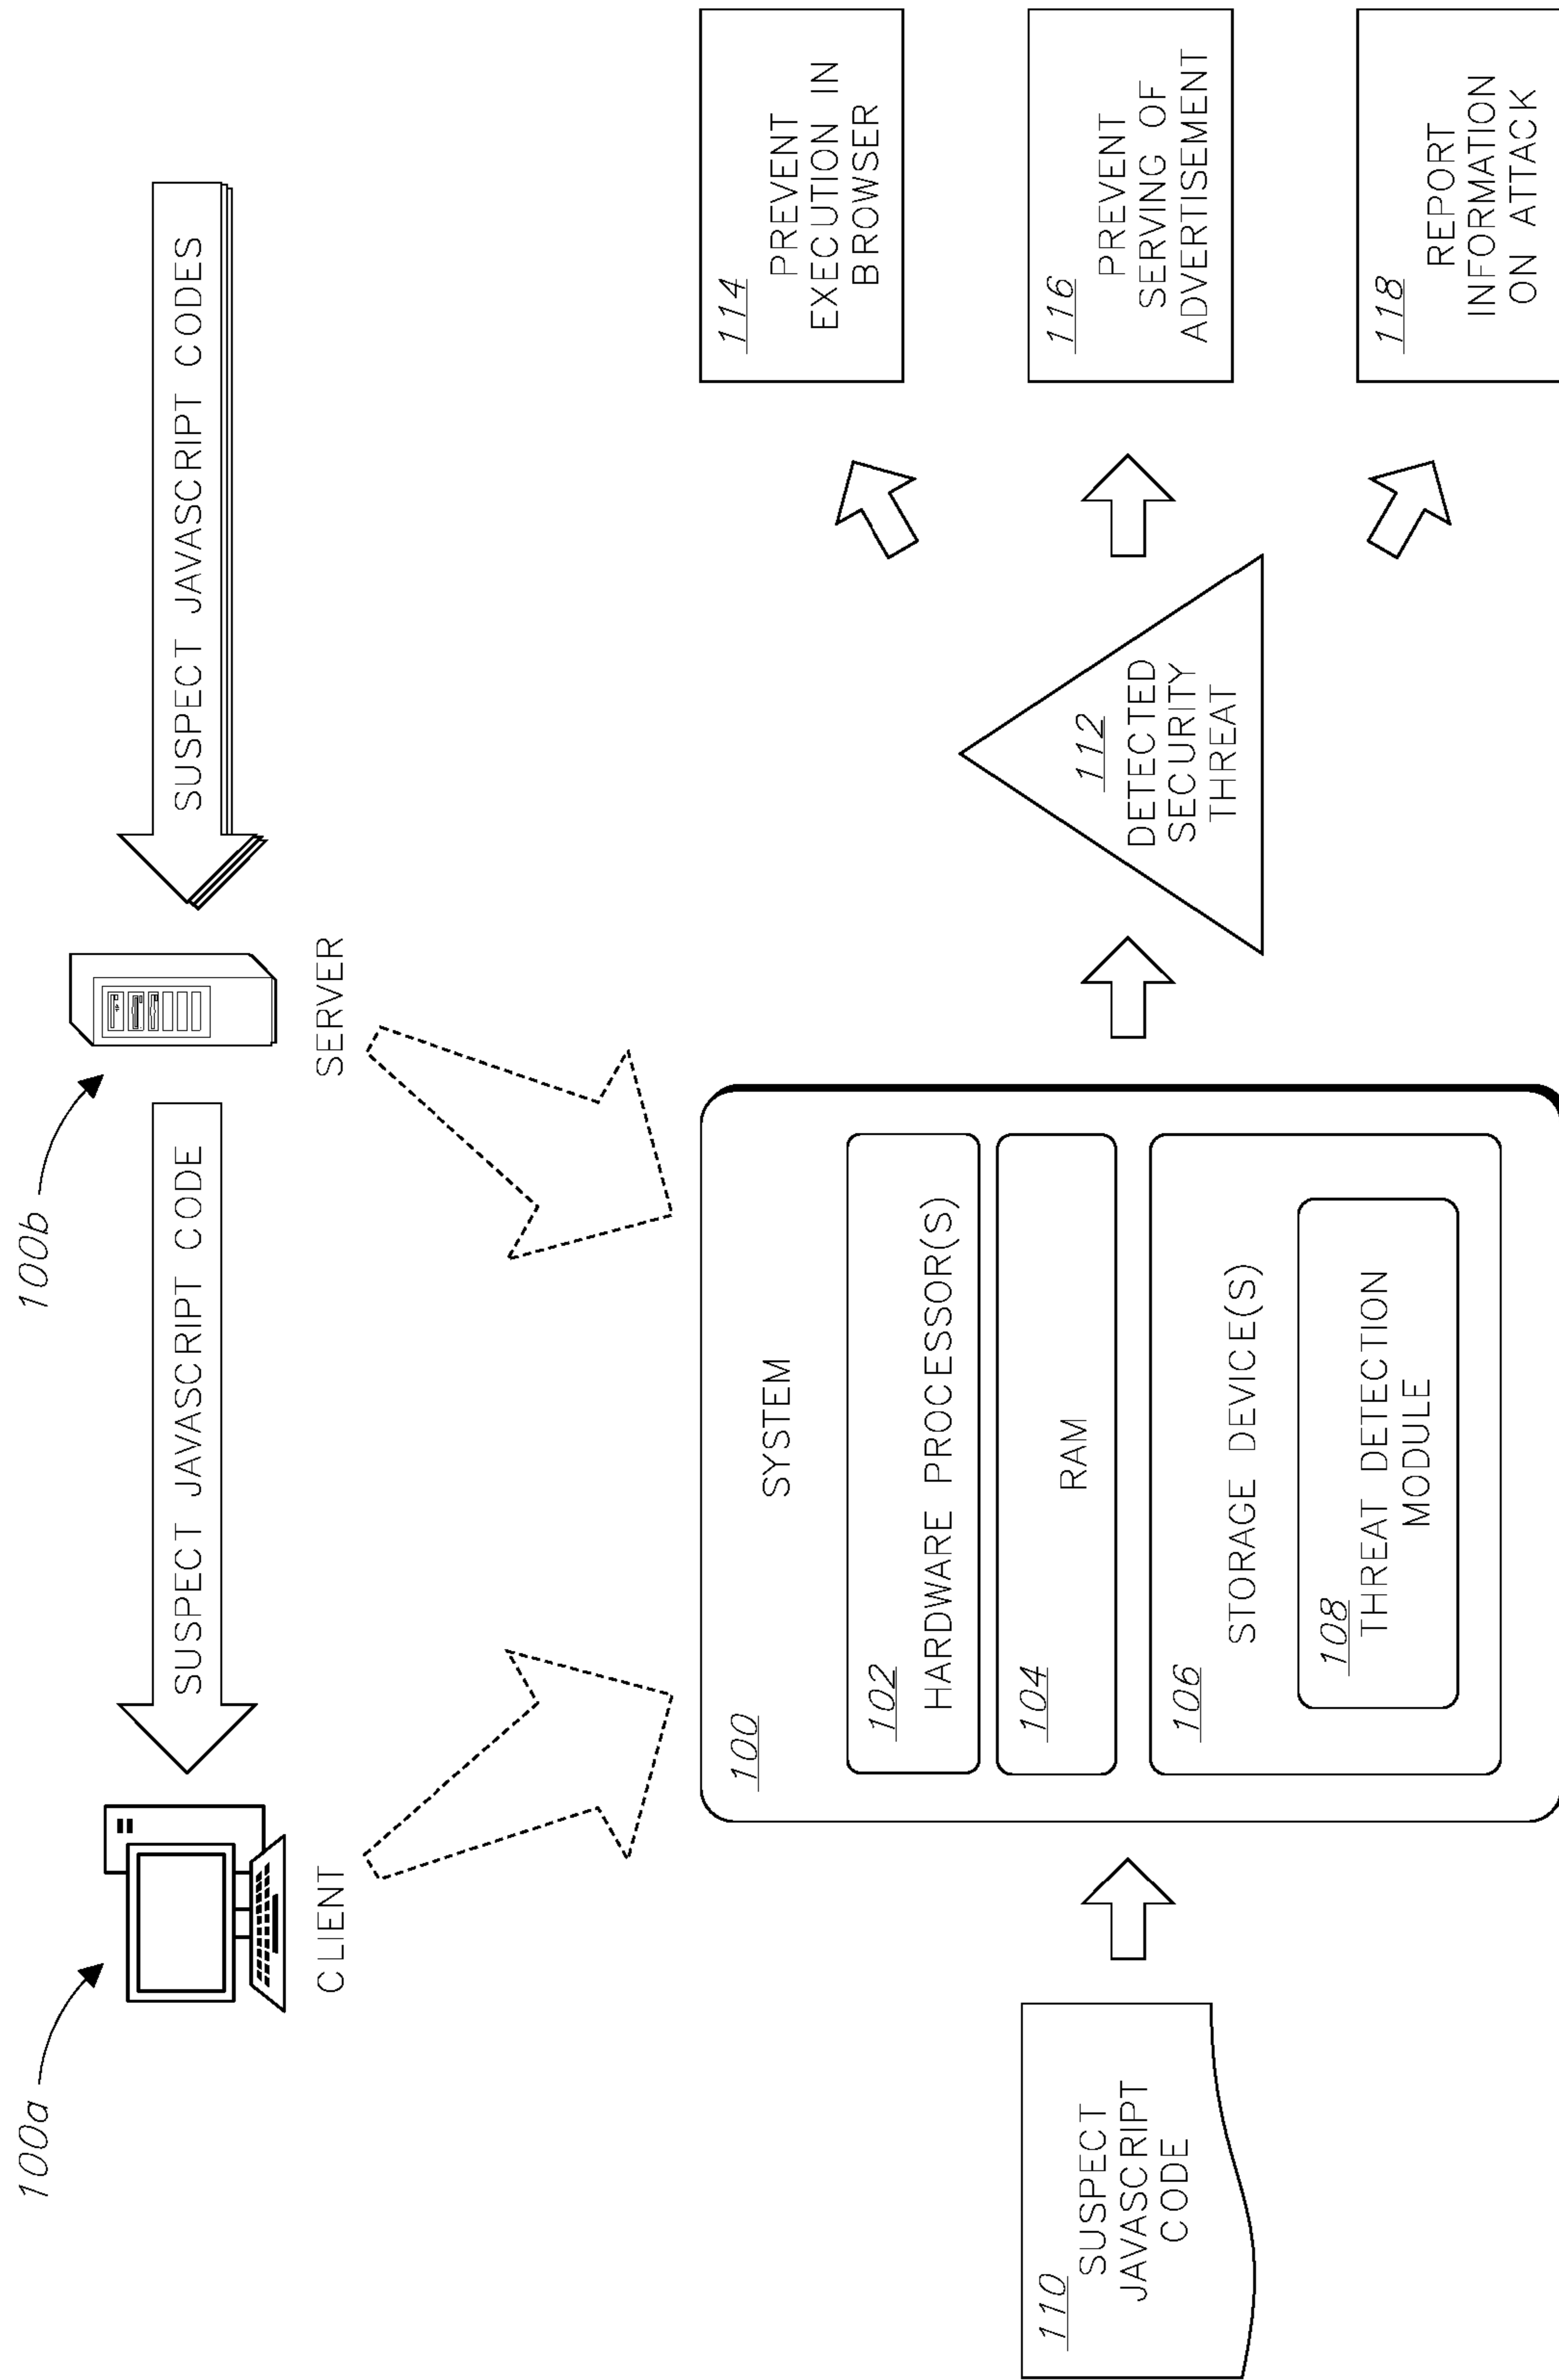 100a
100b
SUSPECT JAVASCRIPT CODE
SUSPECT JAVASCRIPT CODES
CLIENT
SERVER
100
SYSTEM
102
HARDWARE PROCESSOR(S)
104
RAM
106
STORAGE DEVICE(S)
108
THREAT DETECTION
MODULE
110
SUSPECT
JAVASCRIPT
CODE
112
DETECTED
SECURITY
THREAT
114
PREVENT
EXECUTION IN
BROWSER
116
PREVENT
SERVING OF
ADVERTISEMENT
118
REPORT
INFORMATION
ON ATTACK